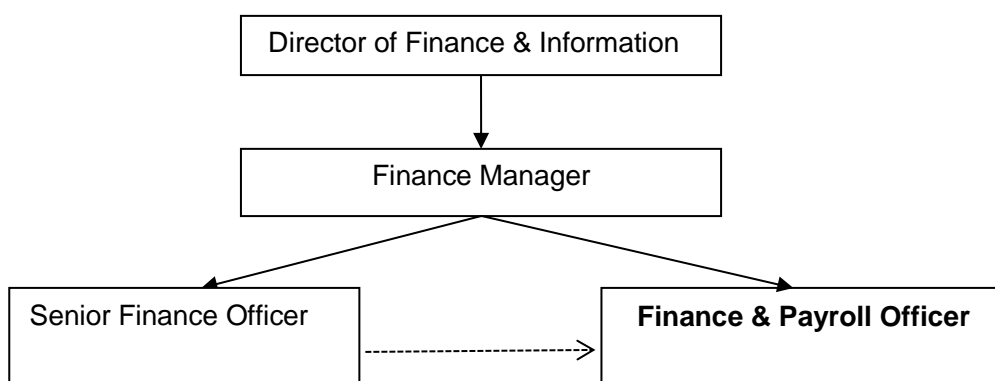 Director of Finance & Information
Finance Manager
Senior Finance Officer
Finance & Payroll Officer